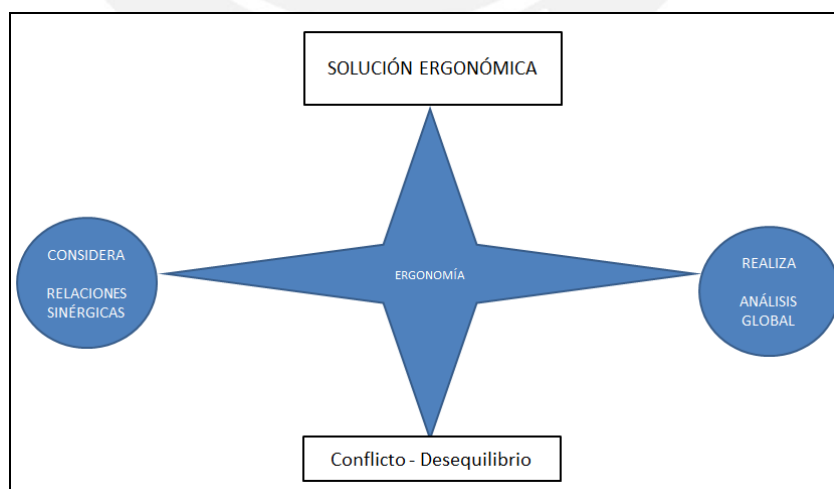 SOLUCIÓN ERGONÓMICA
CONSIDERA
RELACIONES
SINÉRGICAS
ERGONOMÍA
REALIZA
ANÁLISIS
GLOBAL
Conflicto - Desequilibrio